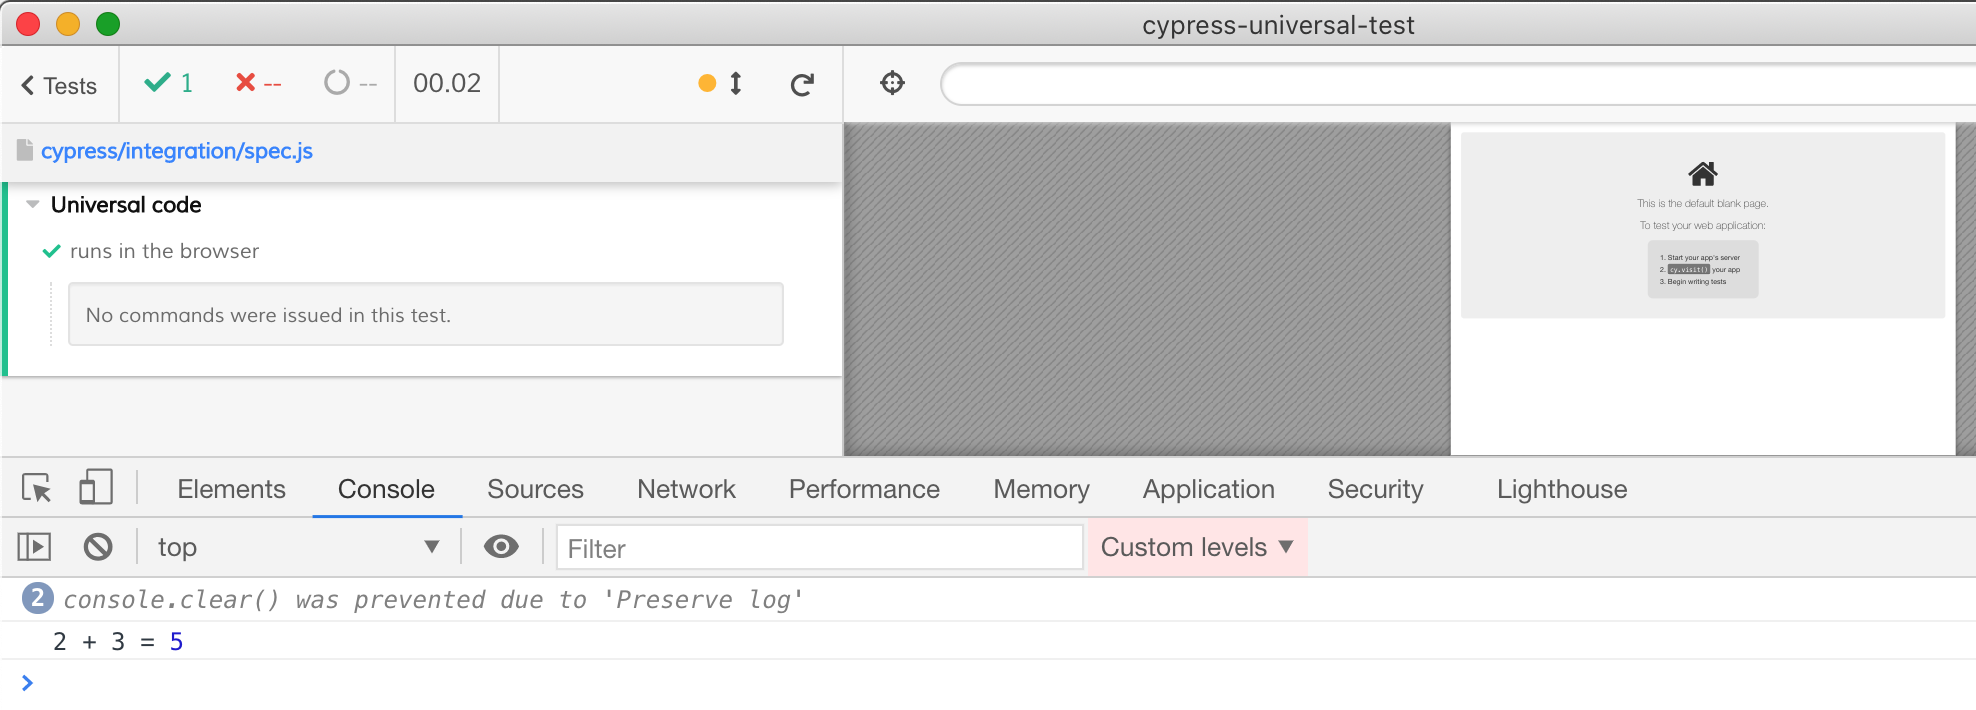 cypress-universal-test
Tests 1 -- -- 00.02
cypress/integration/spec.js
Universal code
runs in the browser
No commands were issued in this test.
This is the default blank page.
To test your web application:
1. Start your app's server
2. cy.visit() your app
3. Begin writing tests
Elements Console Sources Network Performance Memory Application Security Lighthouse
top Filter Custom levels
2 console.clear() was prevented due to 'Preserve log'
2 + 3 = 5